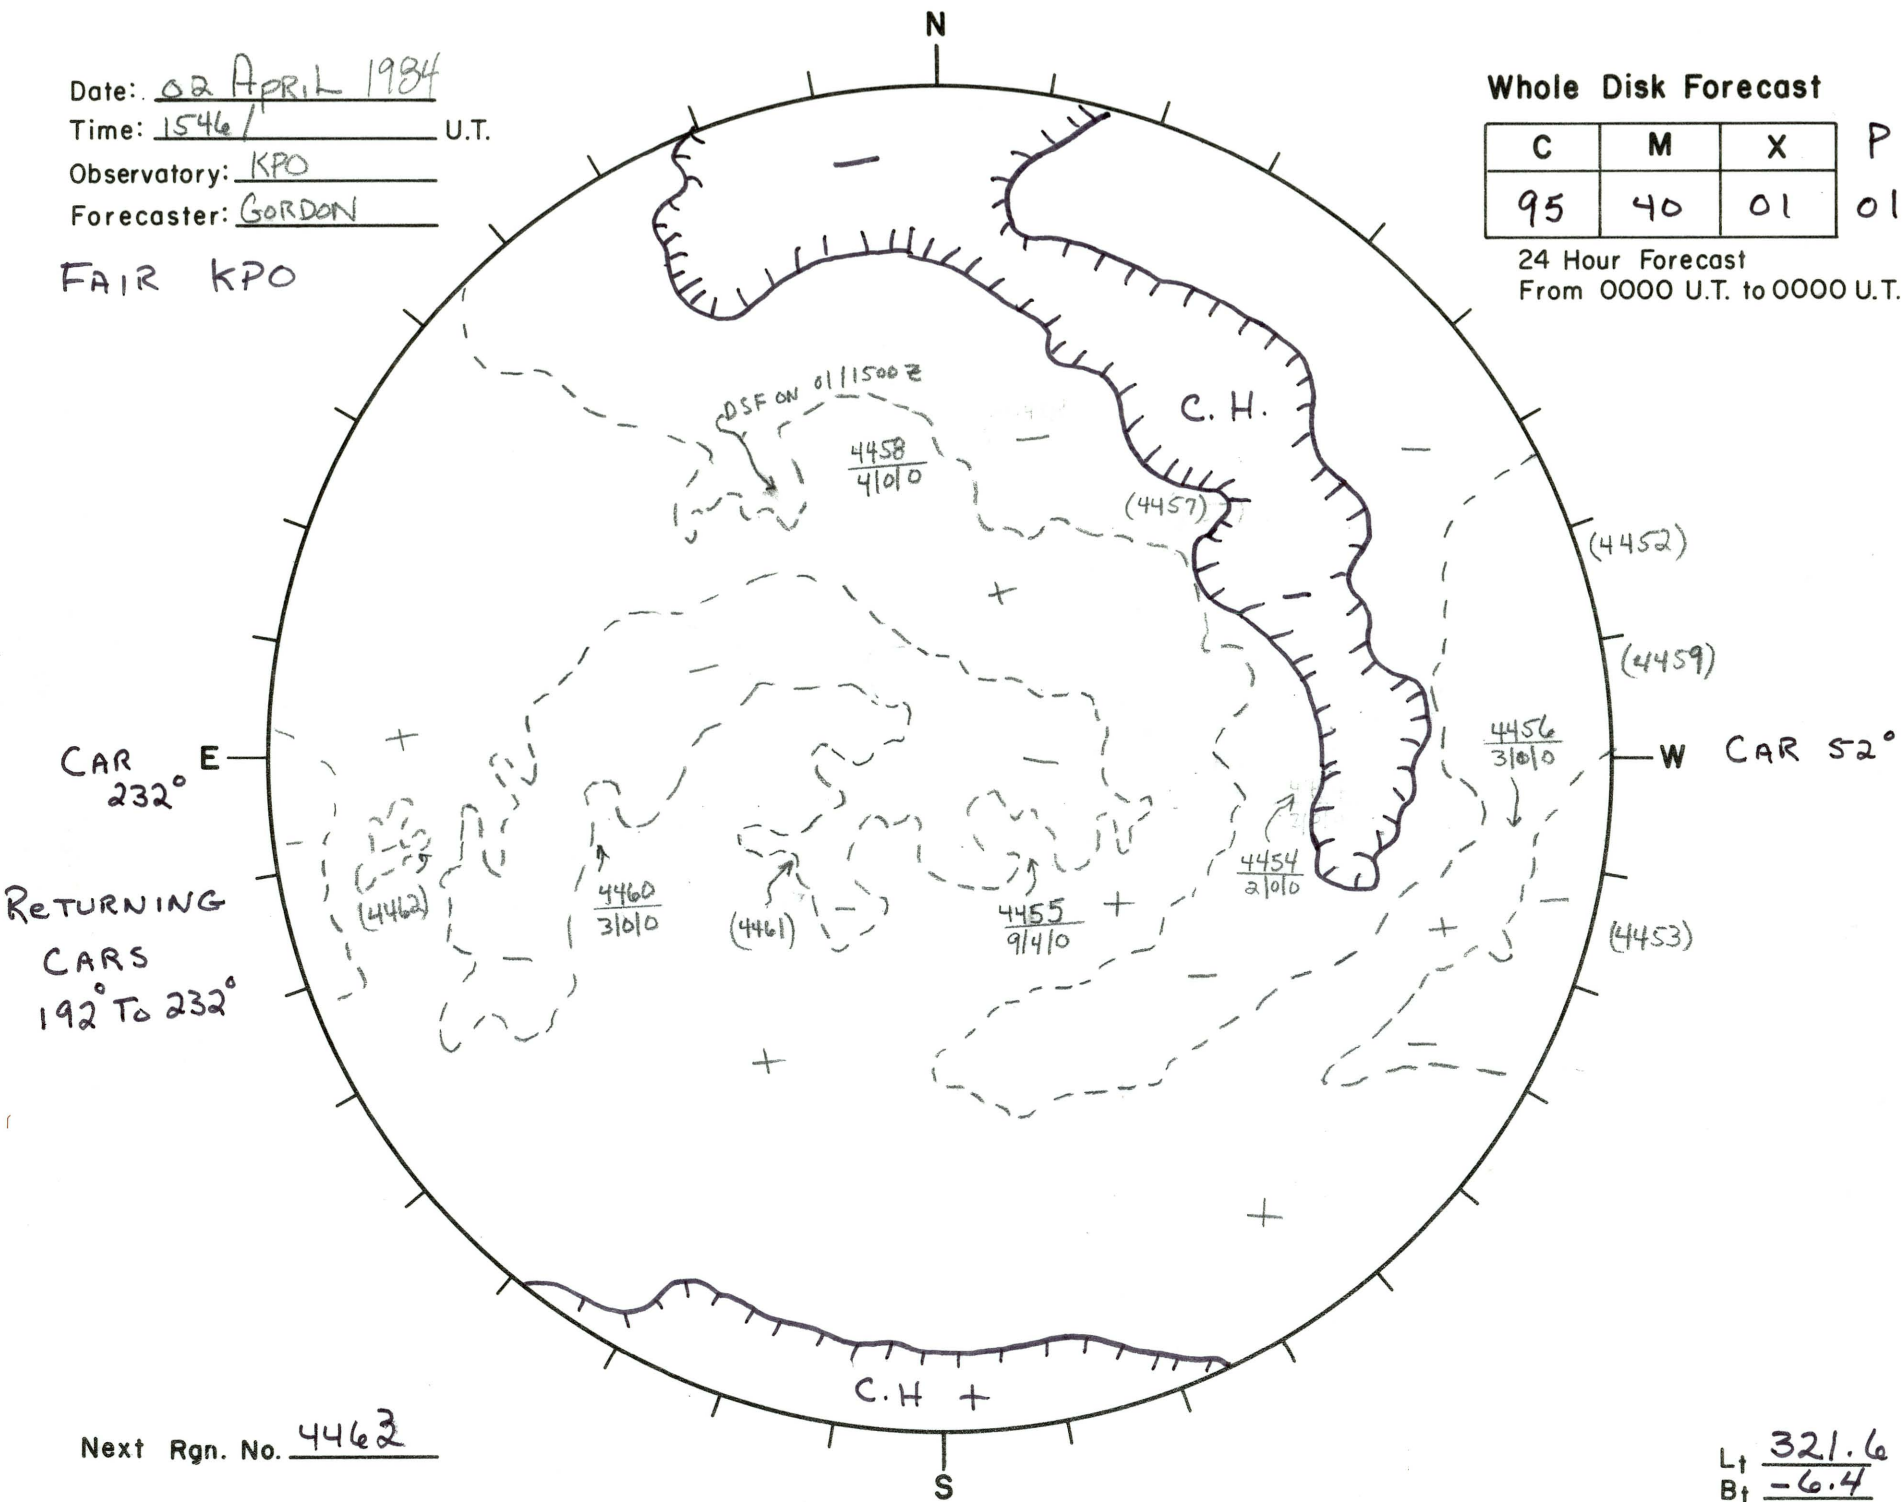 N
Date: 02 APRIL 1984
Time: 1546/ U.T.
Observatory: KPO
Forecaster: GORDON
FAIR KPO
Whole Disk Forecast
C M X P
95 40 01 01
24 Hour Forecast
From 0000 U.T. to 0000 U.T.
−
DSF ON 01/1500 Z
C. H.
−
−
4458
4/0/0
(4457)
(4452)
+
−
−
(4459)
+
E
W
CAR 232°
CAR 52°
−
4456
3/0/0
−
4454
2/0/0
(4462)
4460
3/0/0
(4461)
−
4455
9/4/0
+
+
−
(4453)
RETURNING
CARS
192° TO 232°
−
−
−
+
+
C.H +
Next Rgn. No. 4463
S
Lt 321.6
Bt -6.4